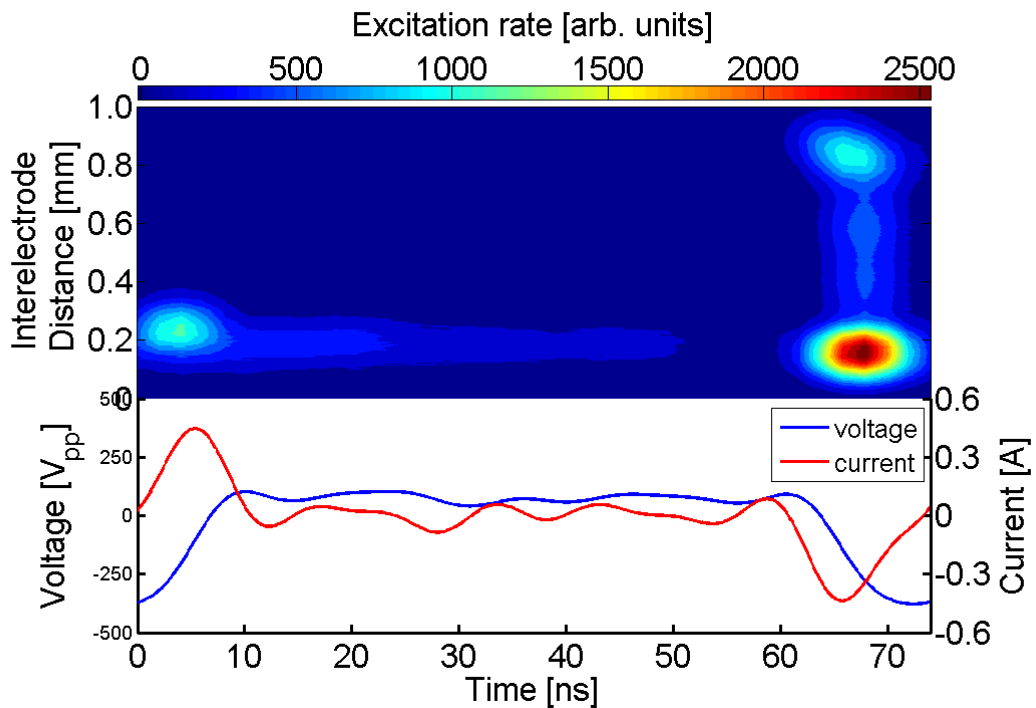 Excitation rate [arb. units]
0 500 1000 1500 2000 2500
Interelectrode
Distance [mm]
1.0
0.8
0.6
0.4
0.2
0
Voltage [Vpp]
500
250
0
-250
-500
voltage
current
0.6
0.3
0
-0.3
-0.6
Current [A]
0 10 20 30 40 50 60 70
Time [ns]